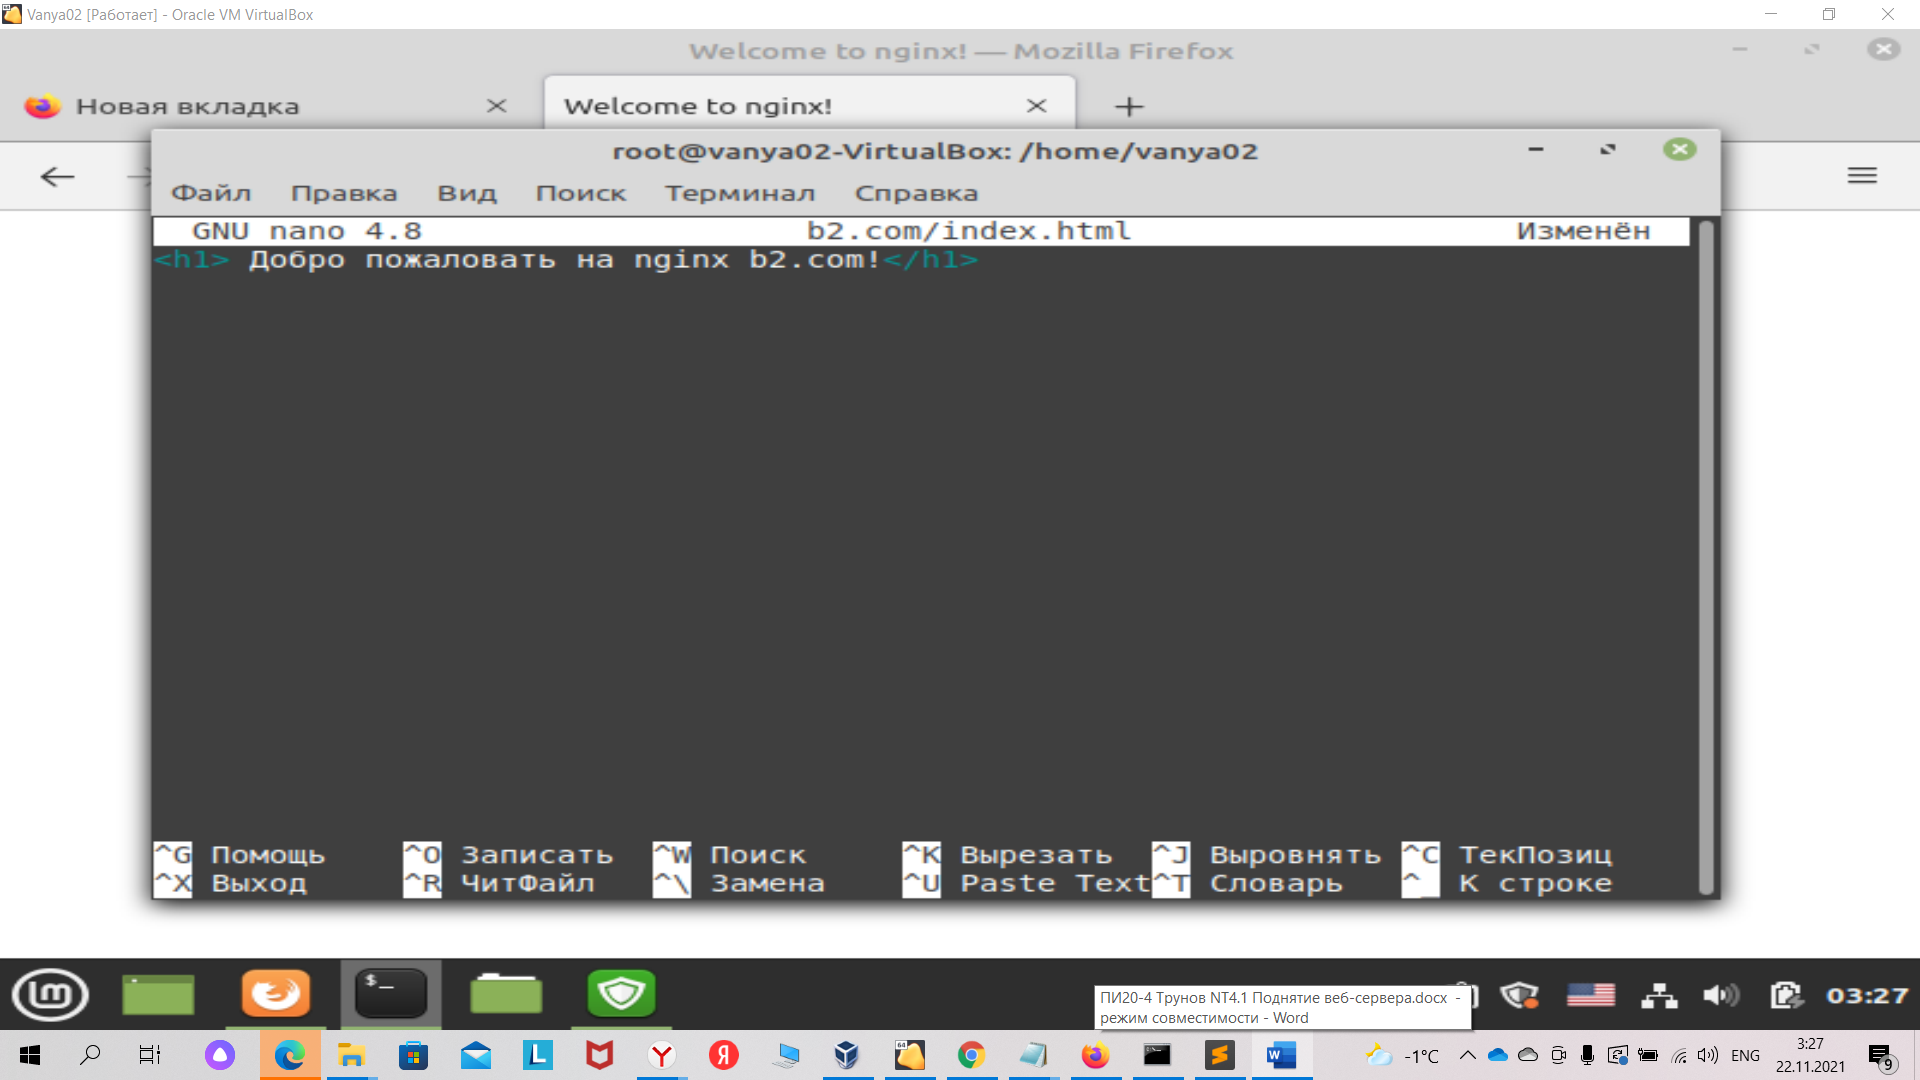 Vanya02 [Работает] - Oracle VM VirtualBox
Welcome to nginx! — Mozilla Firefox
Новая вкладка
Welcome to nginx!
root@vanya02-VirtualBox: /home/vanya02
Файл Правка Вид Поиск Терминал Справка
GNU nano 4.8 b2.com/index.html Изменён
<h1> Добро пожаловать на nginx b2.com!</h1>
^G Помощь ^O Записать ^W Поиск ^K Вырезать ^J Выровнять ^C ТекПозиц
^X Выход ^R ЧитФайл ^\ Замена ^U Paste Text ^T Словарь ^_ К строке
$_
03:27
ПИ20-4 Трунов NT4.1 Поднятие веб-сервера.docx -
режим совместимости - Word
-1°C
ENG
3:27
22.11.2021
9